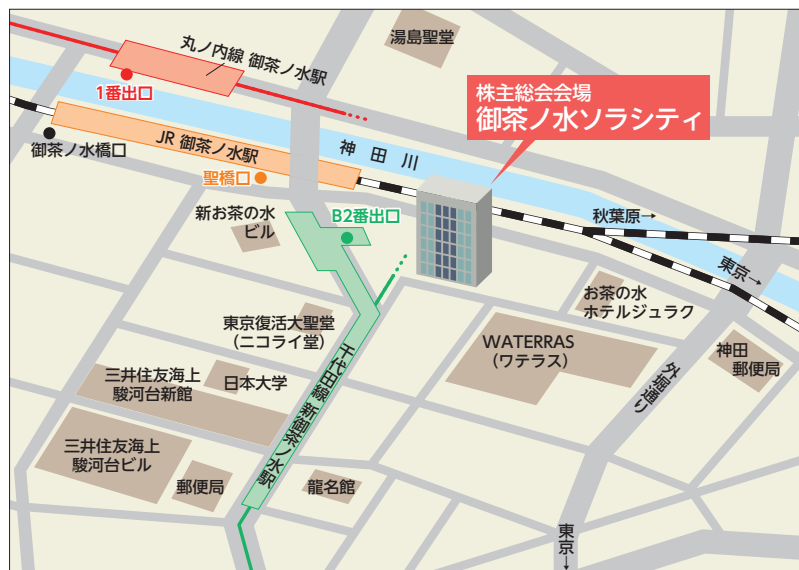 湯島聖堂
丸ノ内線 御茶ノ水駅
1番出口
株主総会会場
御茶ノ水ソラシティ
JR 御茶ノ水駅
神田川
御茶ノ水橋口
聖橋口
新お茶の水
ビル
B2番出口
秋葉原→
東京→
お茶の水
ホテルジュラク
東京復活大聖堂
（ニコライ堂）
WATERRAS
（ワテラス）
神田
郵便局
外堀通り
千代田線 新御茶ノ水駅
三井住友海上
駿河台新館
日本大学
三井住友海上
駿河台ビル
郵便局
龍名館
東京→